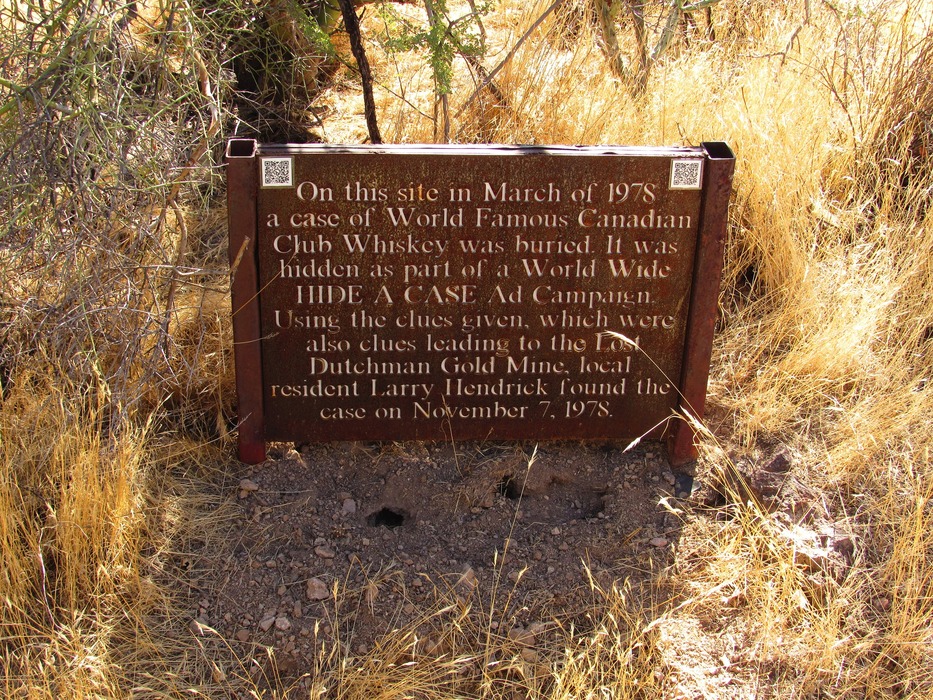 On this site in March of 1978
a case of World Famous Canadian
Club Whiskey was buried. It was
hidden as part of a World Wide
HIDE A CASE Ad Campaign.
Using the clues given, which were
also clues leading to the Lost
Dutchman Gold Mine, local
resident Larry Hendrick found the
case on November 7, 1978.